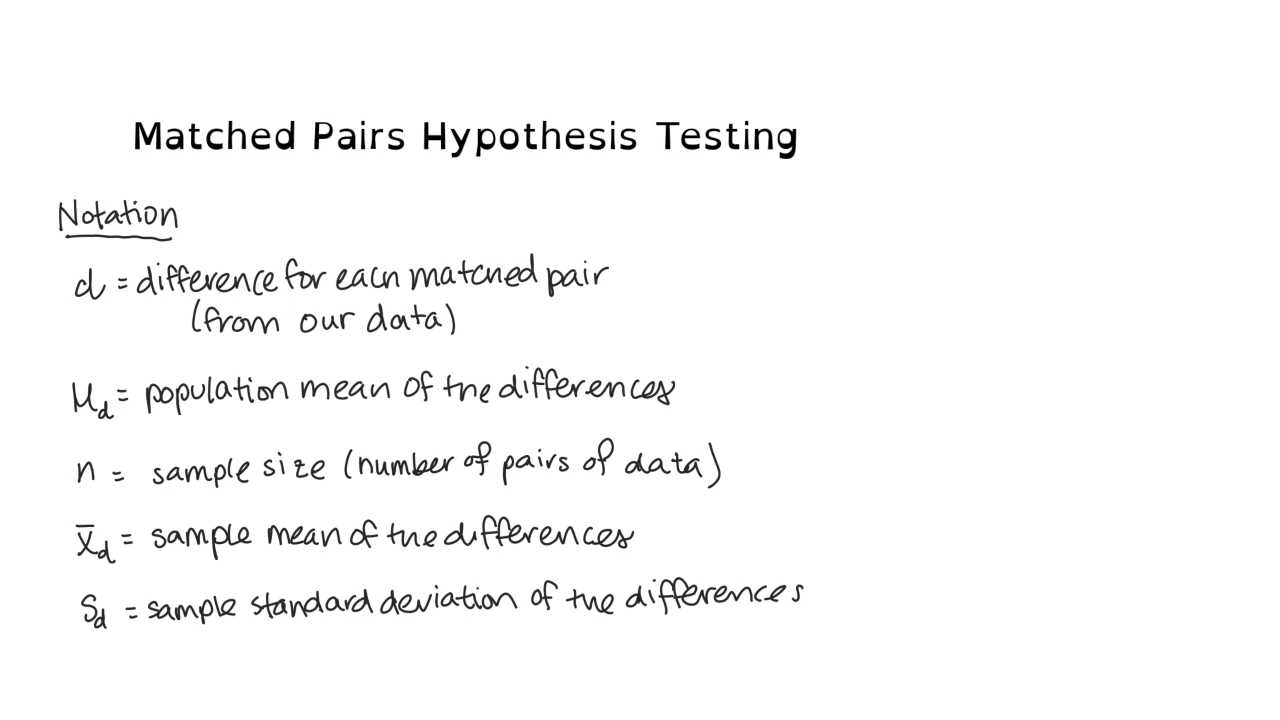 Matched Pairs Hypothesis Testing
Notation
d = difference for each matched pair
(from our data)
μd = population mean of the differences
n = sample size (number of pairs of data)
x̄d = sample mean of the differences
Sd = sample standard deviation of the differences